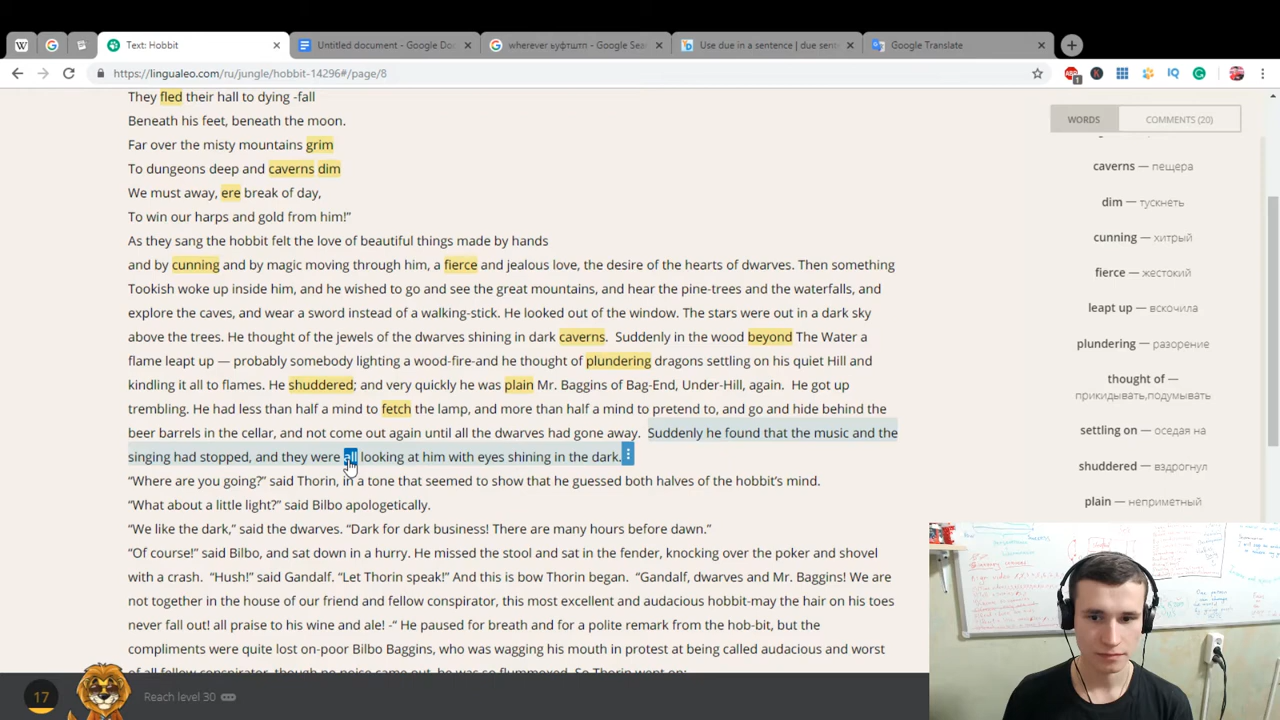 Text: Hobbit
Untitled document - Google Doc
wherever ьуфтштп - Google Sea
Use due in a sentence | due sent
Google Translate
https://lingualeo.com/ru/jungle/hobbit-14296#/page/8
They fled their hall to dying -fall
Beneath his feet, beneath the moon.
Far over the misty mountains grim
To dungeons deep and caverns dim
We must away, ere break of day,
To win our harps and gold from him!”
As they sang the hobbit felt the love of beautiful things made by hands
and by cunning and by magic moving through him, a fierce and jealous love, the desire of the hearts of dwarves. Then something
Tookish woke up inside him, and he wished to go and see the great mountains, and hear the pine-trees and the waterfalls, and
explore the caves, and wear a sword instead of a walking-stick. He looked out of the window. The stars were out in a dark sky
above the trees. He thought of the jewels of the dwarves shining in dark caverns. Suddenly in the wood beyond The Water a
flame leapt up — probably somebody lighting a wood-fire-and he thought of plundering dragons settling on his quiet Hill and
kindling it all to flames. He shuddered; and very quickly he was plain Mr. Baggins of Bag-End, Under-Hill, again. He got up
trembling. He had less than half a mind to fetch the lamp, and more than half a mind to pretend to, and go and hide behind the
beer barrels in the cellar, and not come out again until all the dwarves had gone away. Suddenly he found that the music and the
singing had stopped, and they were all looking at him with eyes shining in the dark.
“Where are you going?” said Thorin, in a tone that seemed to show that he guessed both halves of the hobbit’s mind.
“What about a little light?” said Bilbo apologetically.
“We like the dark,” said the dwarves. “Dark for dark business! There are many hours before dawn.”
“Of course!” said Bilbo, and sat down in a hurry. He missed the stool and sat in the fender, knocking over the poker and shovel
with a crash. “Hush!” said Gandalf. “Let Thorin speak!” And this is bow Thorin began. “Gandalf, dwarves and Mr. Baggins! We are
not together in the house of our friend and fellow conspirator, this most excellent and audacious hobbit-may the hair on his toes
never fall out! all praise to his wine and ale! -” He paused for breath and for a polite remark from the hob-bit, but the
compliments were quite lost on-poor Bilbo Baggins, who was wagging his mouth in protest at being called audacious and worst
of all fellow conspirator, though no noise came out, he was so flummoxed. So Thorin went on:
WORDS
COMMENTS (20)
caverns — пещера
dim — тускнеть
cunning — хитрый
fierce — жестокий
leapt up — вскочила
plundering — разорение
thought of —
прикидывать,подумывать
settling on — оседая на
shuddered — вздрогнул
plain — неприметный
17
Reach level 30